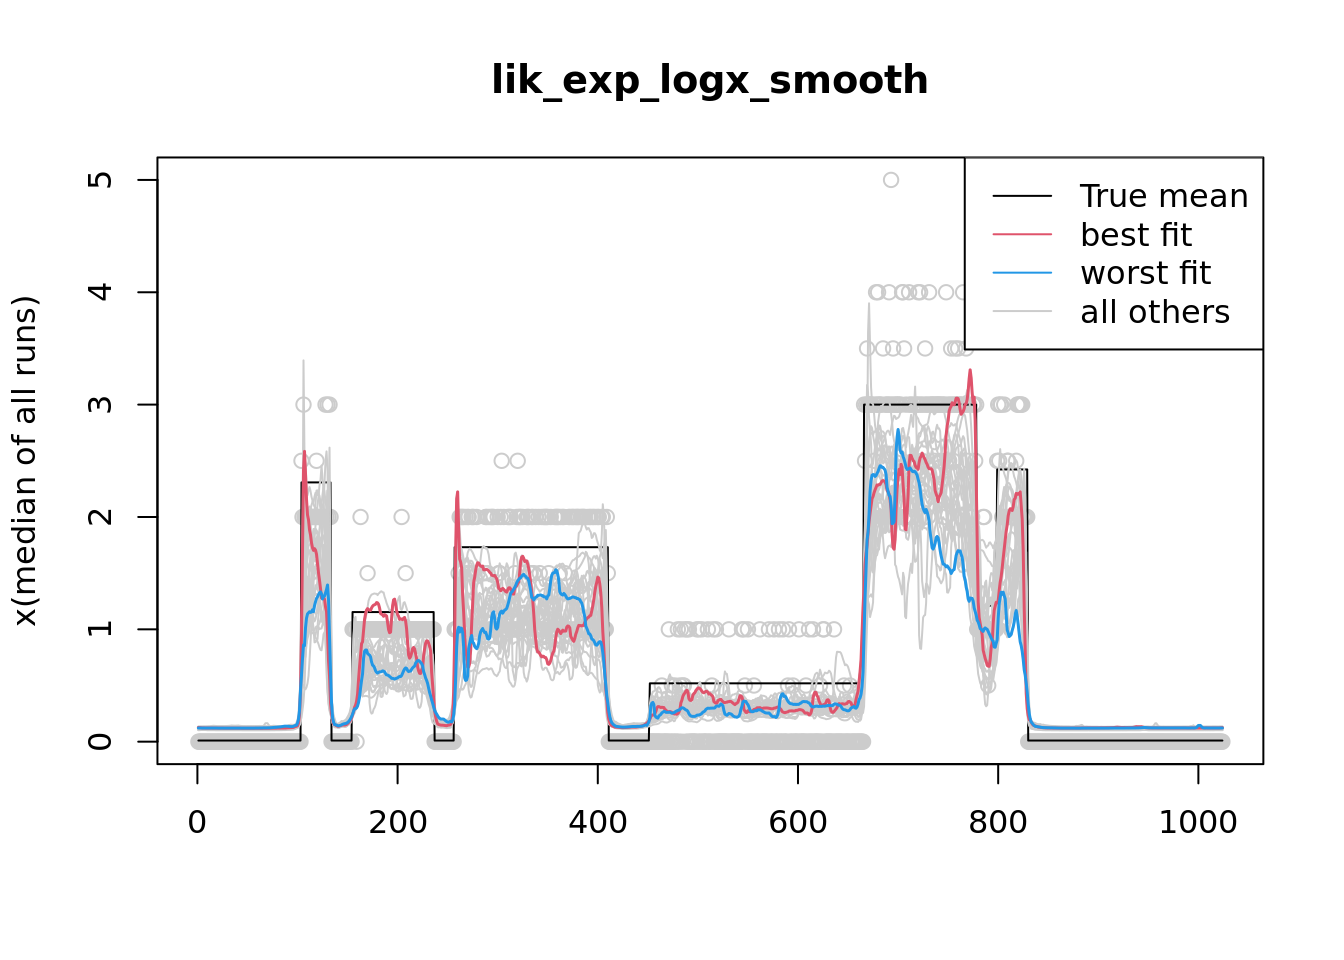 lik_exp_logx_smooth
x(median of all runs)
5
4
3
2
1
0
True mean
best fit
worst fit
all others
0 200 400 600 800 1000